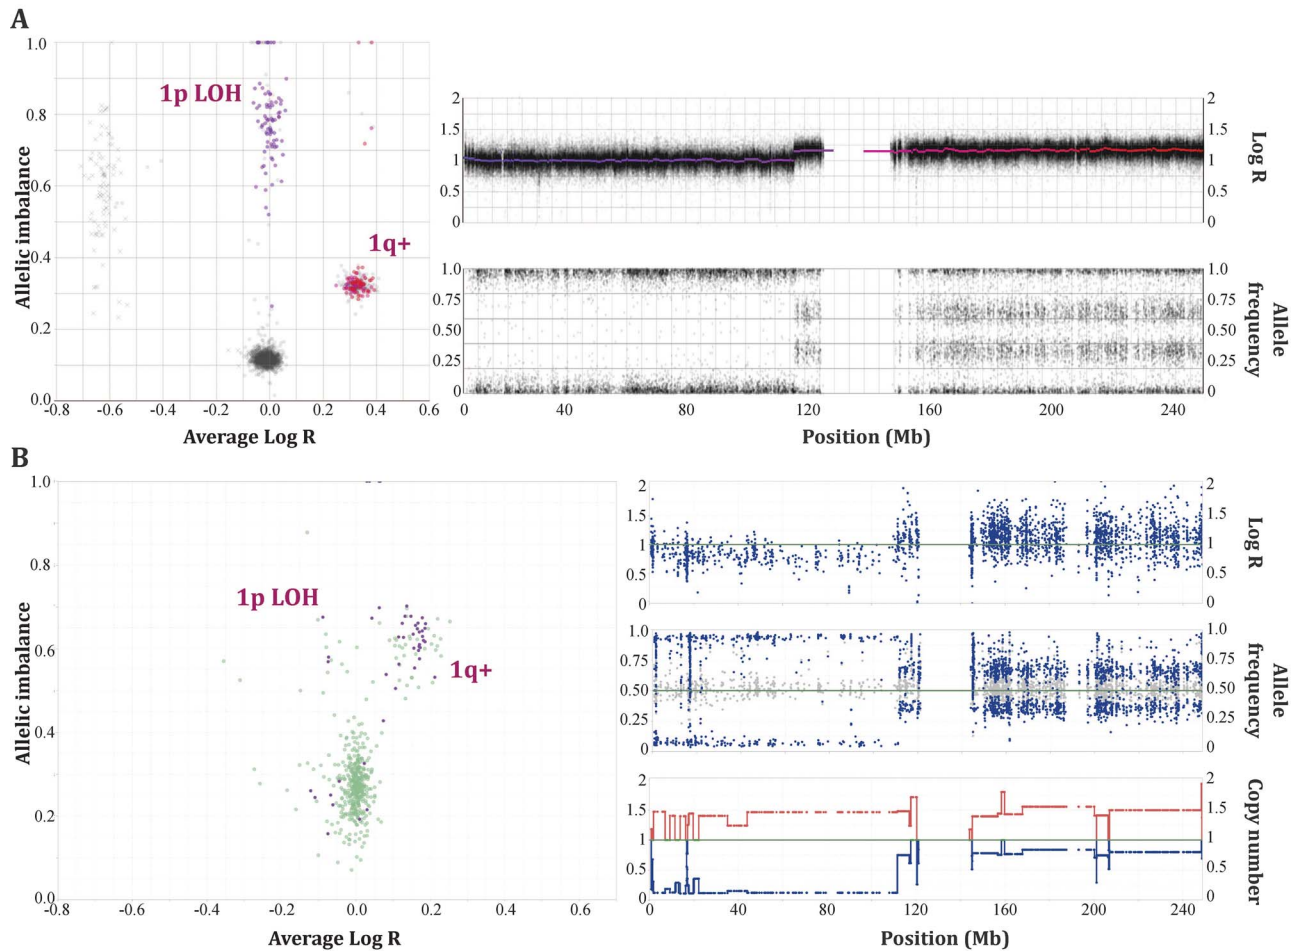 A
1.0
0.8
0.6
0.4
0.2
0.0
Allelic imbalance
1p LOH
1q+
-0.8 -0.6 -0.4 -0.2 0.0 0.2 0.4 0.6
Average Log R
2 2
1.5 1.5
1 1
0.5 0.5
0 0
Log R
1.0 1.0
0.75 0.75
0.50 0.50
0.25 0.25
0 0
Allele
frequency
0 40 80 120 160 200 240
Position (Mb)
B
1.0
0.8
0.6
0.4
0.2
0.0
Allelic imbalance
1p LOH
1q+
-0.8 -0.6 -0.4 -0.2 0.0 0.2 0.4 0.6
Average Log R
2 2
1.5 1.5
1 1
0.5 0.5
0 0
Log R
1.0 1.0
0.75 0.75
0.50 0.50
0.25 0.25
0 0
Allele
frequency
2 2
1.5 1.5
1 1
0.5 0.5
0 0
Copy number
0 40 80 120 160 200 240
Position (Mb)